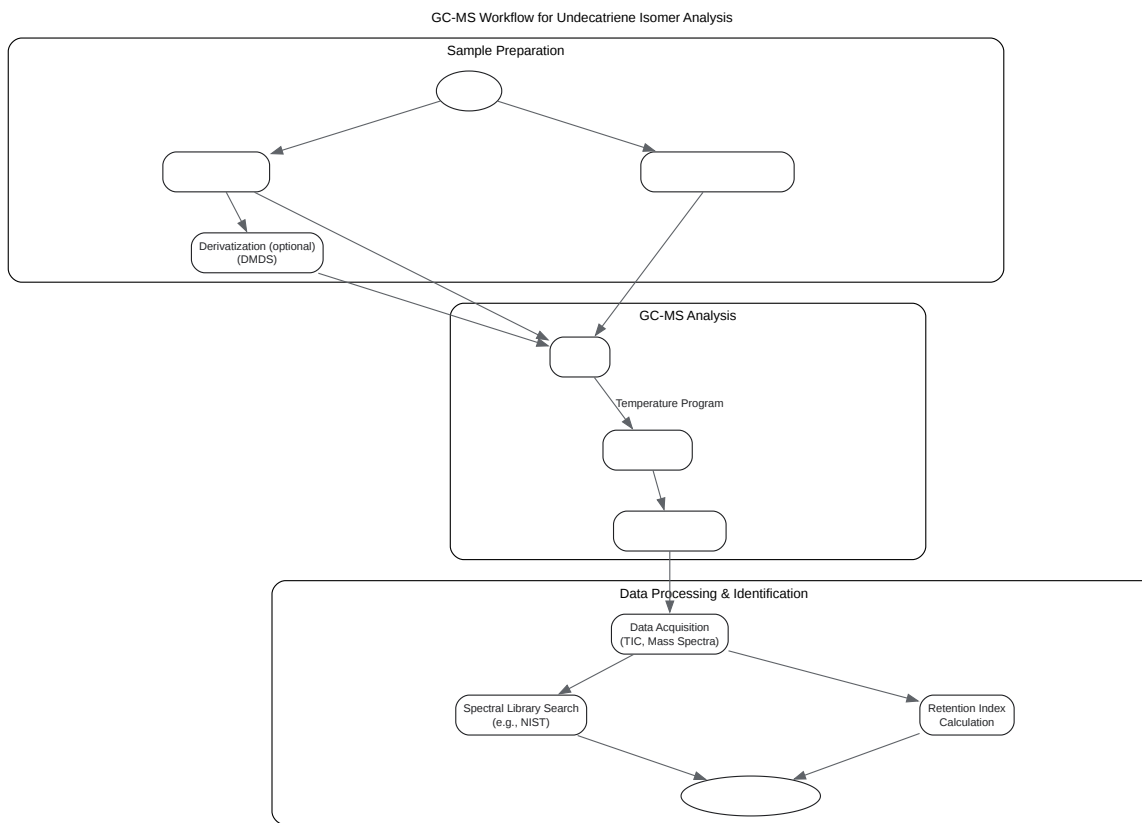 GC-MS Workflow for Undecatriene Isomer Analysis
Sample Preparation
Derivatization (optional)
(DMDS)
GC-MS Analysis
Temperature Program
Data Processing & Identification
Data Acquisition
(TIC, Mass Spectra)
Spectral Library Search
(e.g., NIST)
Retention Index
Calculation